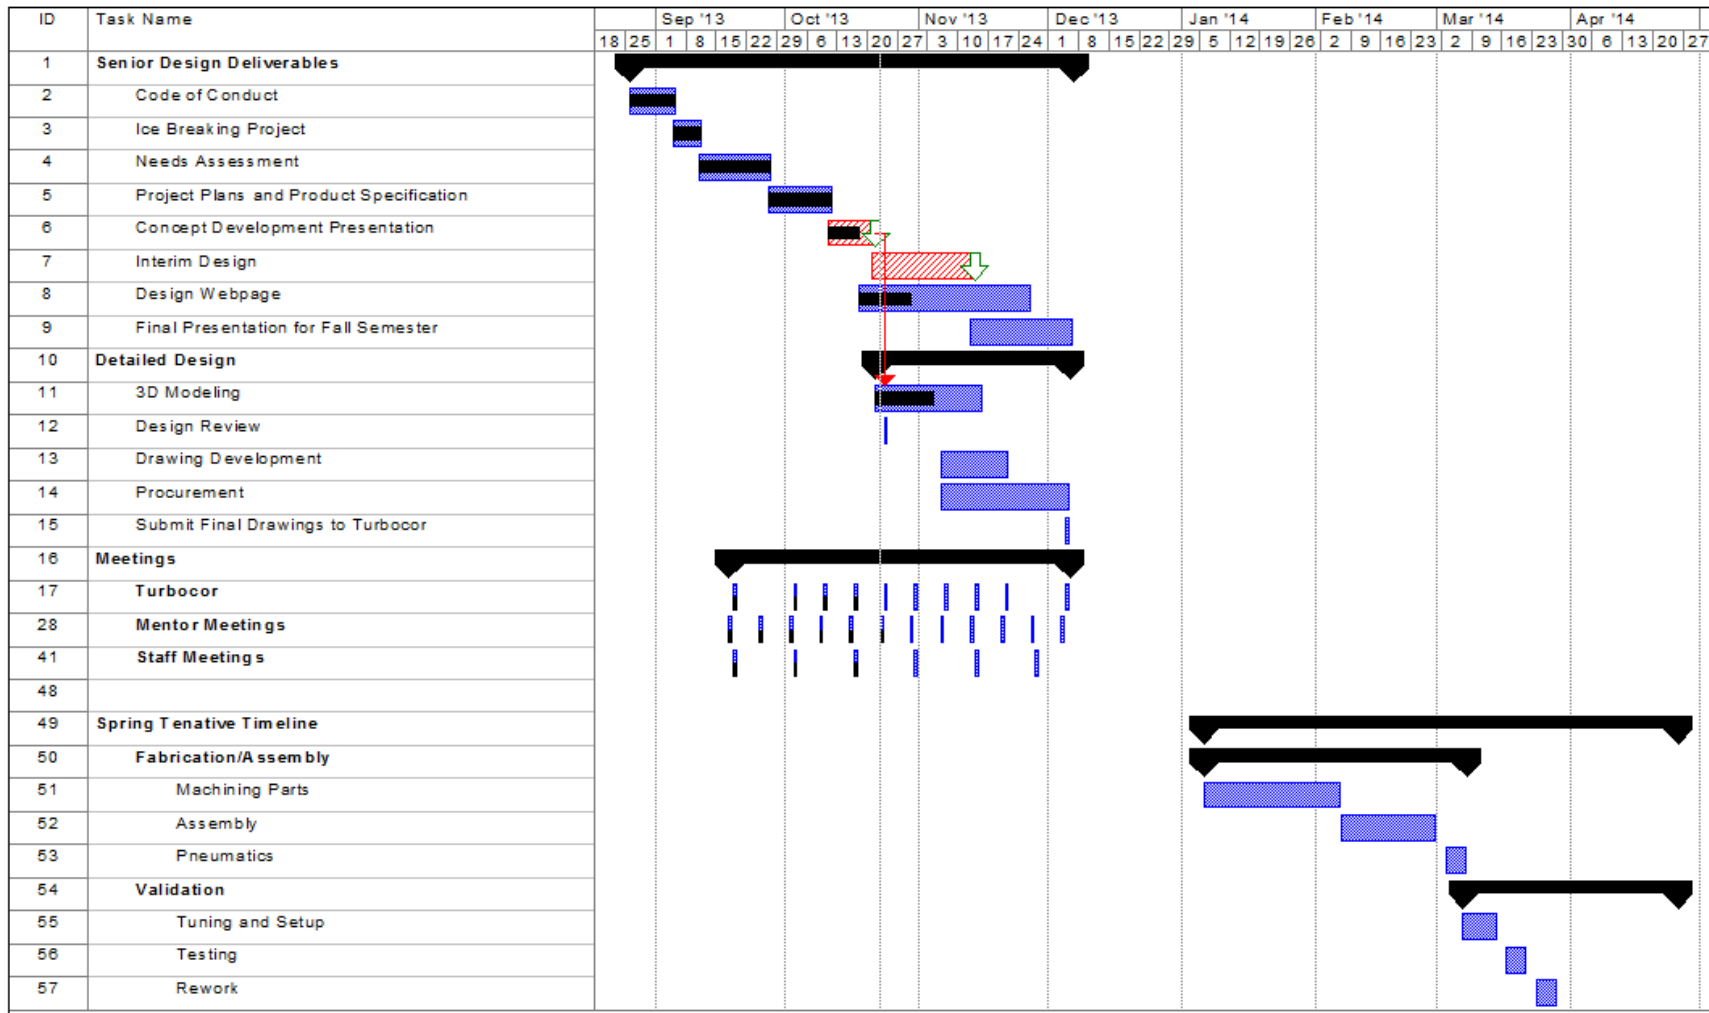 ID Task Name Sep '13 Oct '13 Nov '13 Dec '13 Jan '14 Feb '14 Mar '14 Apr '14
18 25 1 8 15 22 29 6 13 20 27 3 10 17 24 1 8 15 22 29 5 12 19 26 2 9 16 23 2 9 16 23 30 6 13 20 27
1 Senior Design Deliverables
2 Code of Conduct
3 Ice Breaking Project
4 Needs Assessment
5 Project Plans and Product Specification
6 Concept Development Presentation
7 Interim Design
8 Design Webpage
9 Final Presentation for Fall Semester
10 Detailed Design
11 3D Modeling
12 Design Review
13 Drawing Development
14 Procurement
15 Submit Final Drawings to Turbocor
16 Meetings
17 Turbocor
28 Mentor Meetings
41 Staff Meetings
48
49 Spring Tenative Timeline
50 Fabrication/Assembly
51 Machining Parts
52 Assembly
53 Pneumatics
54 Validation
55 Tuning and Setup
56 Testing
57 Rework